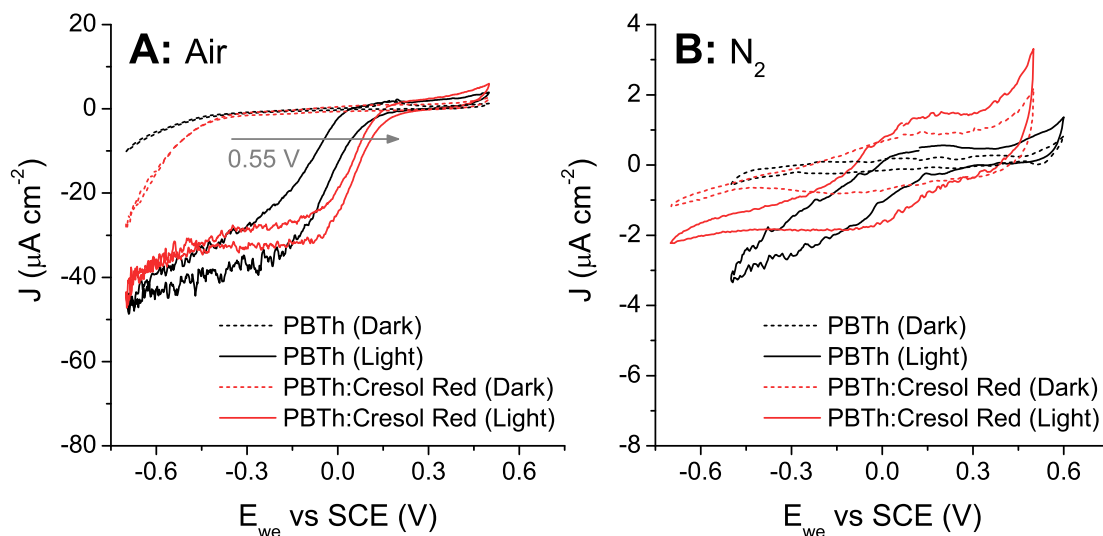 A: Air
20
0
-20
-40
-60
-80
J (μA cm-2)
0.55 V
PBTh (Dark)
PBTh (Light)
PBTh:Cresol Red (Dark)
PBTh:Cresol Red (Light)
-0.6
-0.3
0.0
0.3
0.6
Ewe vs SCE (V)
B: N2
4
2
0
-2
-4
-6
-8
J (μA cm-2)
PBTh (Dark)
PBTh (Light)
PBTh:Cresol Red (Dark)
PBTh:Cresol Red (Light)
-0.6
-0.3
0.0
0.3
0.6
Ewe vs SCE (V)